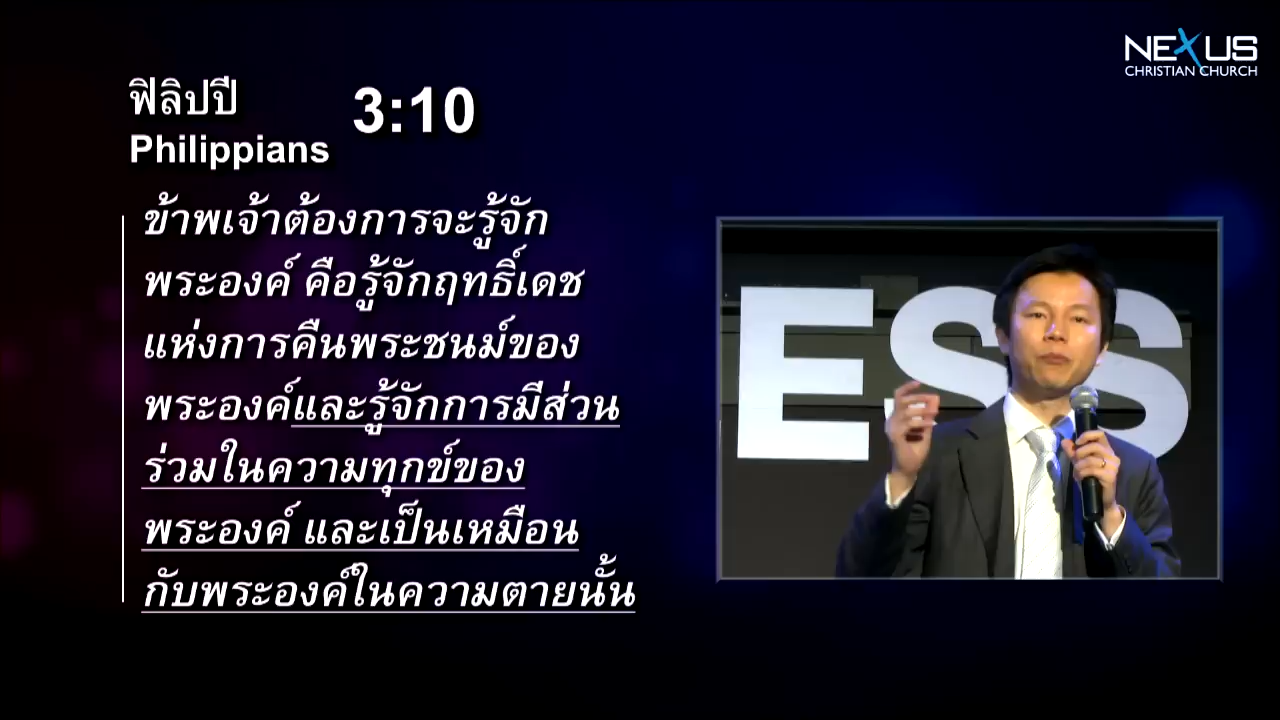 NEXUS
CHRISTIAN CHURCH
ฟีลิปปี
Philippians
3:10
ข้าพเจ้าต้องการจะรู้จัก
พระองค์ คือรู้จักฤทธิ์เดช
แห่งการคืนพระชนม์ของ
พระองค์และรู้จักการมีส่วน
ร่วมในความทุกข์ของ
พระองค์ และเป็นเหมือน
กับพระองค์ในความตายนั้น
ESS